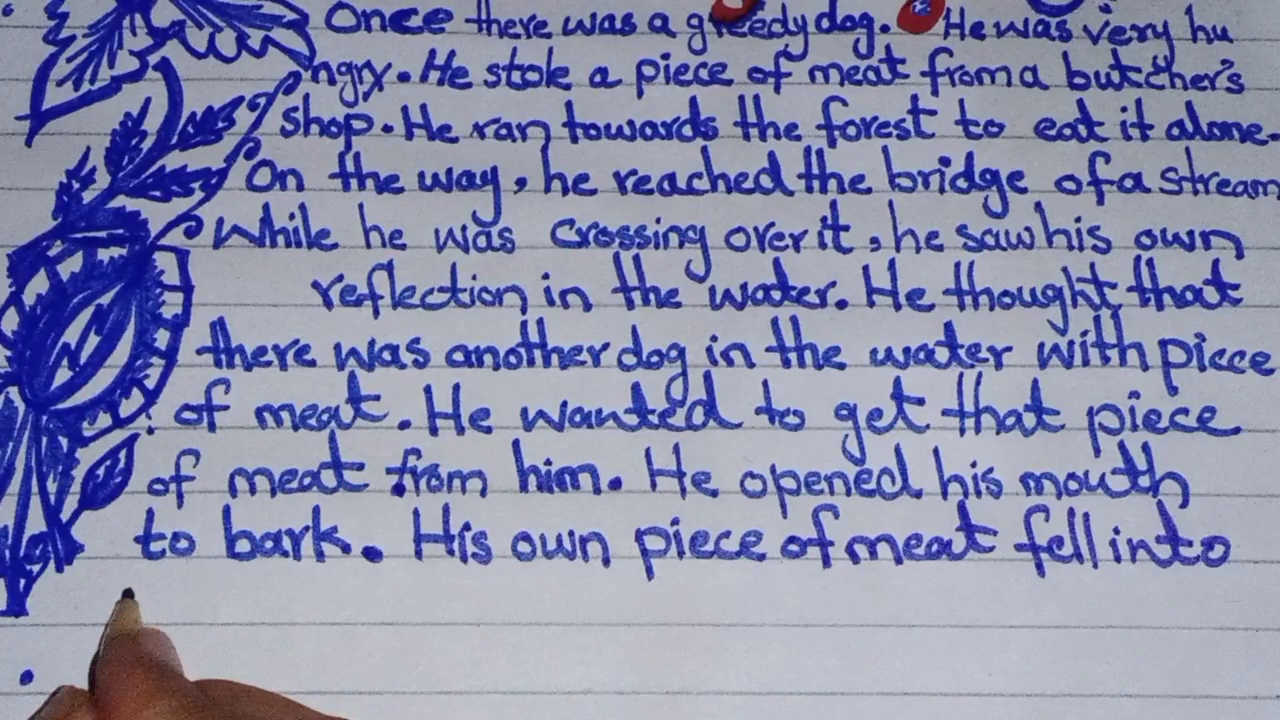 Once there was a greedy dog. He was very hu
ngry. He stole a piece of meat from a butcher's
shop. He ran towards the forest to eat it alone.
On the way, he reached the bridge of a stream
While he was crossing over it, he saw his own
reflection in the water. He thought that
there was another dog in the water with piece
of meat. He wanted to get that piece
of meat from him. He opened his mouth
to bark. His own piece of meat fell into